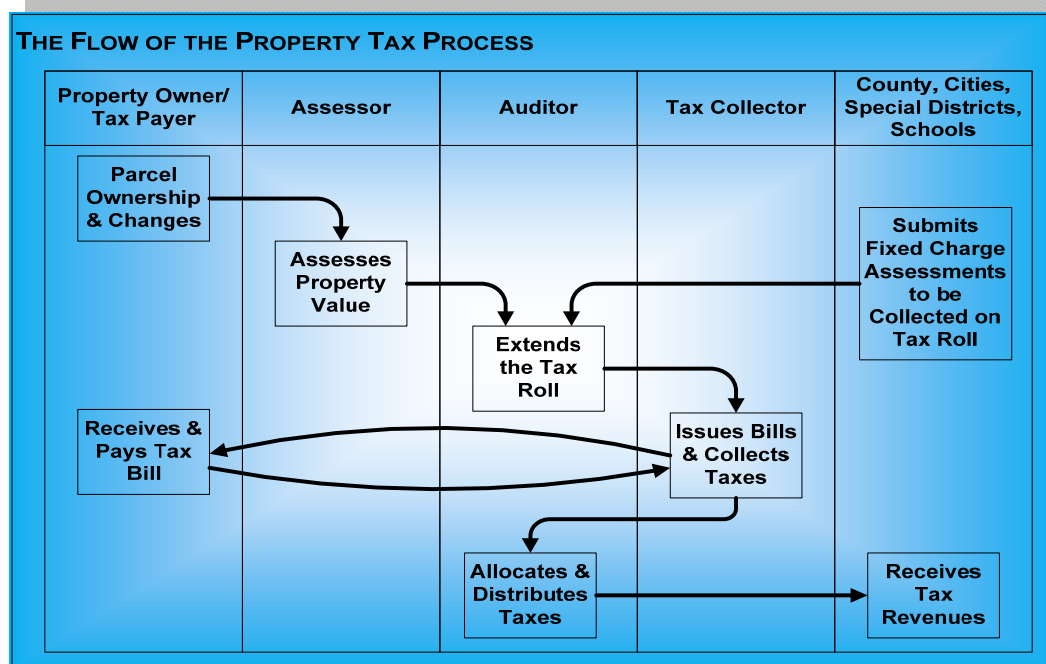 THE FLOW OF THE PROPERTY TAX PROCESS
Property Owner/
Tax Payer
Assessor
Auditor
Tax Collector
County, Cities,
Special Districts,
Schools
Parcel
Ownership
& Changes
Assesses
Property
Value
Submits
Fixed Charge
Assessments
to be
Collected on
Tax Roll
Extends
the Tax
Roll
Receives &
Pays Tax
Bill
Issues Bills
& Collects
Taxes
Allocates &
Distributes
Taxes
Receives
Tax
Revenues